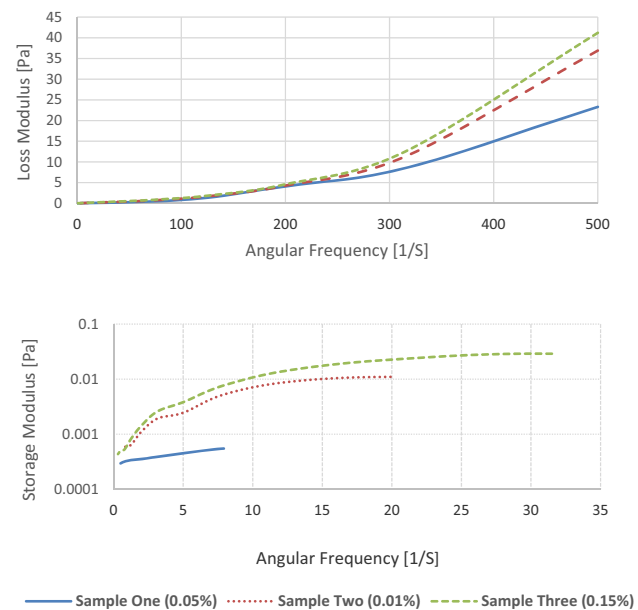 Loss Modulus [Pa]
45
40
35
30
25
20
15
10
5
0
0 100 200 300 400 500
Angular Frequency [1/S]
Storage Modulus [Pa]
0.1
0.01
0.001
0.0001
0 5 10 15 20 25 30 35
Angular Frequency [1/S]
Sample One (0.05%) Sample Two (0.01%) Sample Three (0.15%)